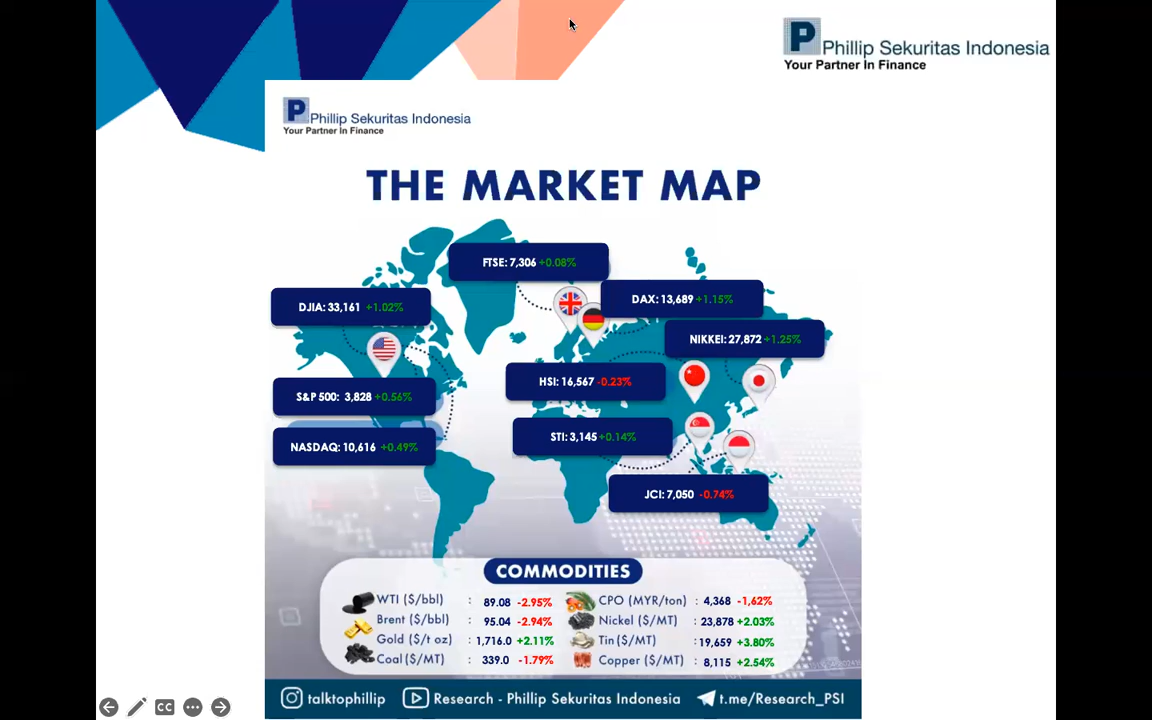 Phillip Sekuritas Indonesia
Your Partner In Finance
Phillip Sekuritas Indonesia
Your Partner In Finance
THE MARKET MAP
FTSE: 7,306 +0.08%
DJIA: 33,161 +1.02%
DAX: 13,689 +1.15%
NIKKEI: 27,872 +1.25%
HSI: 16,567 -0.23%
S&P 500: 3,828 +0.56%
STI: 3,145 +0.14%
NASDAQ: 10,616 +0.49%
JCI: 7,050 -0.74%
COMMODITIES
WTI ($/bbl) : 89.08 -2.95%
Brent ($/bbl) : 95.04 -2.94%
Gold ($/t oz) : 1,716.0 +2.11%
Coal ($/MT) : 339.0 -1.79%
CPO (MYR/ton) : 4,368 -1,62%
Nickel ($/MT) : 23,878 +2.03%
Tin ($/MT) : 19,659 +3.80%
Copper ($/MT) : 8,115 +2.54%
talktophillip
Research - Phillip Sekuritas Indonesia
t.me/Research_PSI
CC